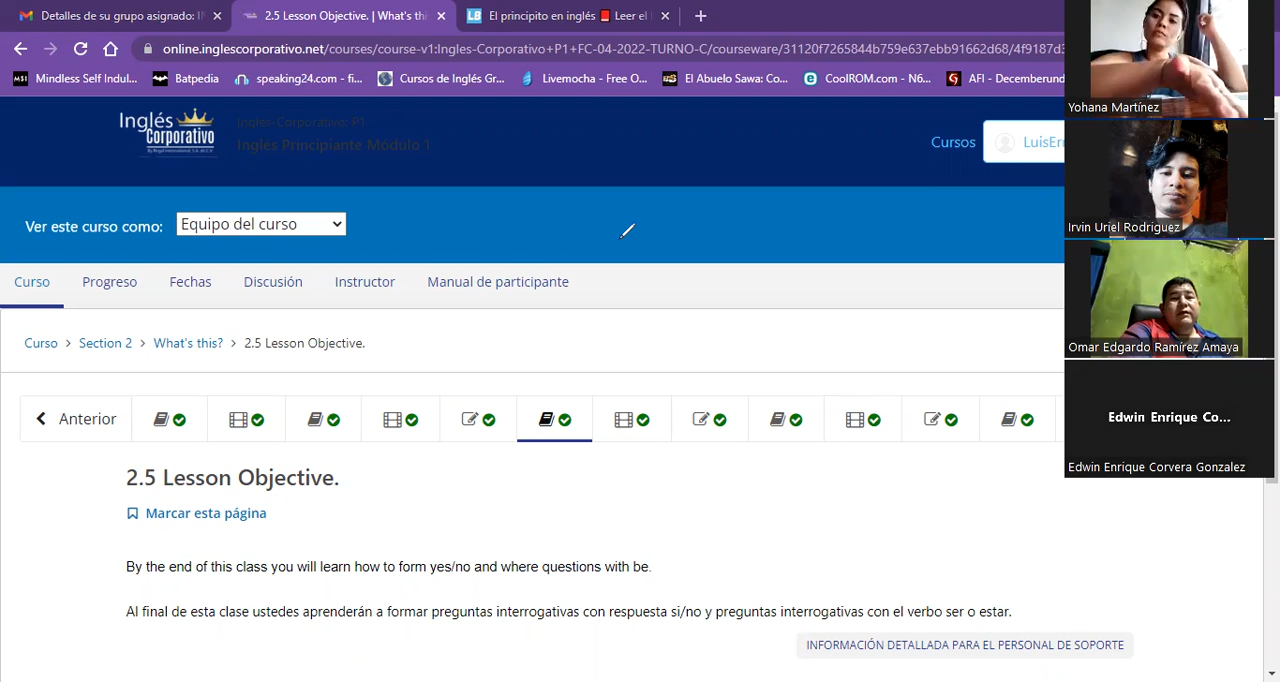 Detalles de su grupo asignado: 1
2.5 Lesson Objective. | What's thi
El principito en inglés 📕 Leer el
online.inglescorporativo.net/courses/course-v1:Ingles-Corporativo+P1+FC-04-2022-TURNO-C/courseware/31120f7265844b759e637ebb91662d68/4f9187d3
Mindless Self Indul...
Batpedia
speaking24.com - fi...
Cursos de Inglés Gr...
Livemocha - Free O...
El Abuelo Sawa: Co...
CoolROM.com - N6...
AFI - Decemberund
Yohana Martínez
Inglés
Corporativo
Ingles-Corporativo: P1
Inglés Principiante Módulo 1
Cursos
LuisErn
Irvin Uriel Rodriguez
Ver este curso como:
Equipo del curso
Curso
Progreso
Fechas
Discusión
Instructor
Manual de participante
Omar Edgardo Ramírez Amaya
Curso > Section 2 > What's this? > 2.5 Lesson Objective.
Anterior
Edwin Enrique Co...
Edwin Enrique Corvera Gonzalez
2.5 Lesson Objective.
Marcar esta página
By the end of this class you will learn how to form yes/no and where questions with be.
Al final de esta clase ustedes aprenderán a formar preguntas interrogativas con respuesta si/no y preguntas interrogativas con el verbo ser o estar.
INFORMACIÓN DETALLADA PARA EL PERSONAL DE SOPORTE